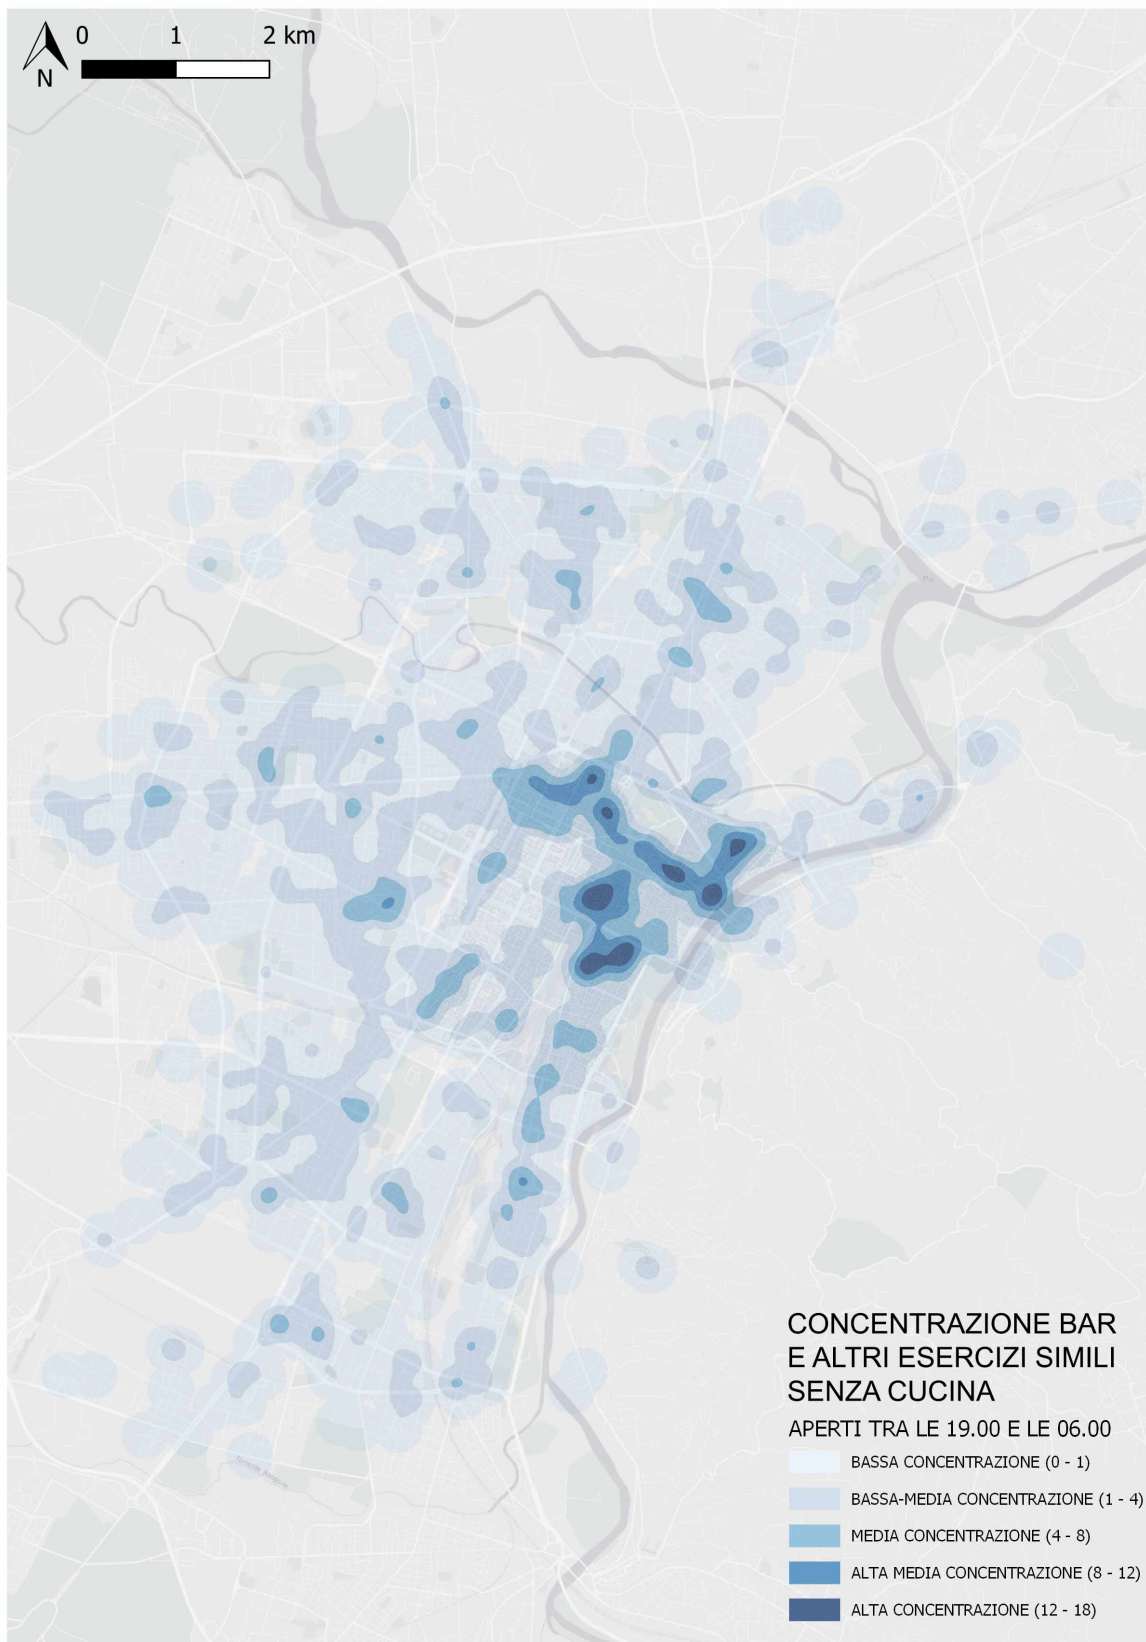 0 1 2 km
N
Po
CONCENTRAZIONE BAR
E ALTRI ESERCIZI SIMILI
SENZA CUCINA
APERTI TRA LE 19.00 E LE 06.00
BASSA CONCENTRAZIONE (0 - 1)
BASSA-MEDIA CONCENTRAZIONE (1 - 4)
MEDIA CONCENTRAZIONE (4 - 8)
ALTA MEDIA CONCENTRAZIONE (8 - 12)
ALTA CONCENTRAZIONE (12 - 18)